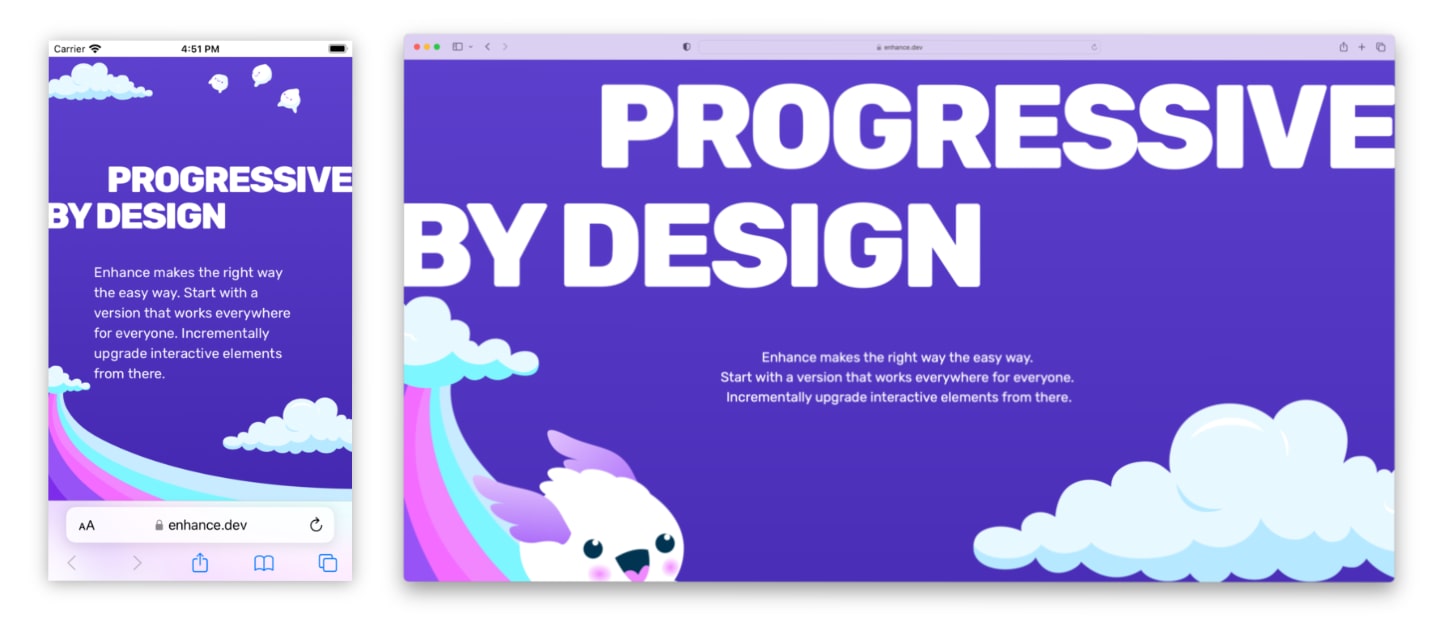 Carrier
4:51 PM
PROGRESSIVE
BY DESIGN
Enhance makes the right way
the easy way. Start with a
version that works everywhere
for everyone. Incrementally
upgrade interactive elements
from there.
AA
enhance.dev
enhance.dev
PROGRESSIVE
BY DESIGN
Enhance makes the right way the easy way.
Start with a version that works everywhere for everyone.
Incrementally upgrade interactive elements from there.